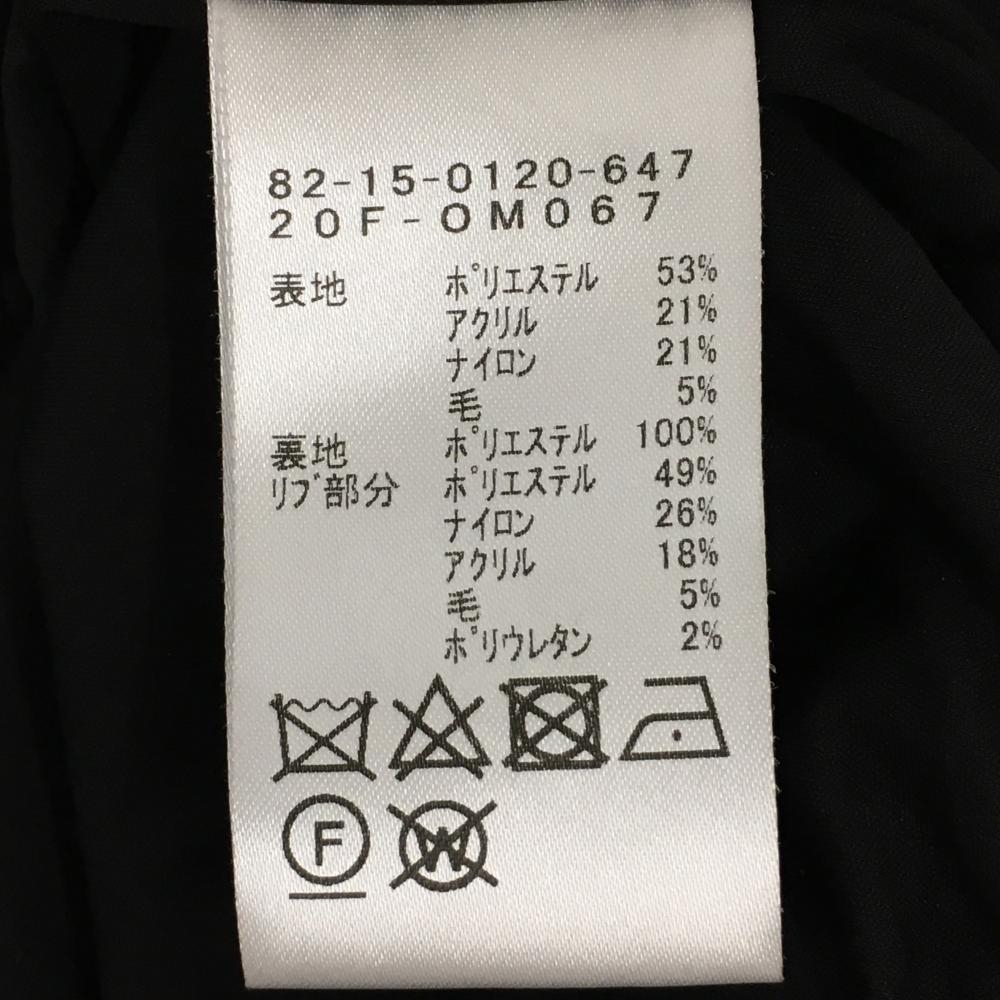 82-15-0120-647
20F-OM067
表地 ポリエステル 53%
アクリル 21%
ナイロン 21%
毛 5%
裏地 ポリエステル 100%
リブ部分 ポリエステル 49%
ナイロン 26%
アクリル 18%
毛 5%
ポリウレタン 2%
F W